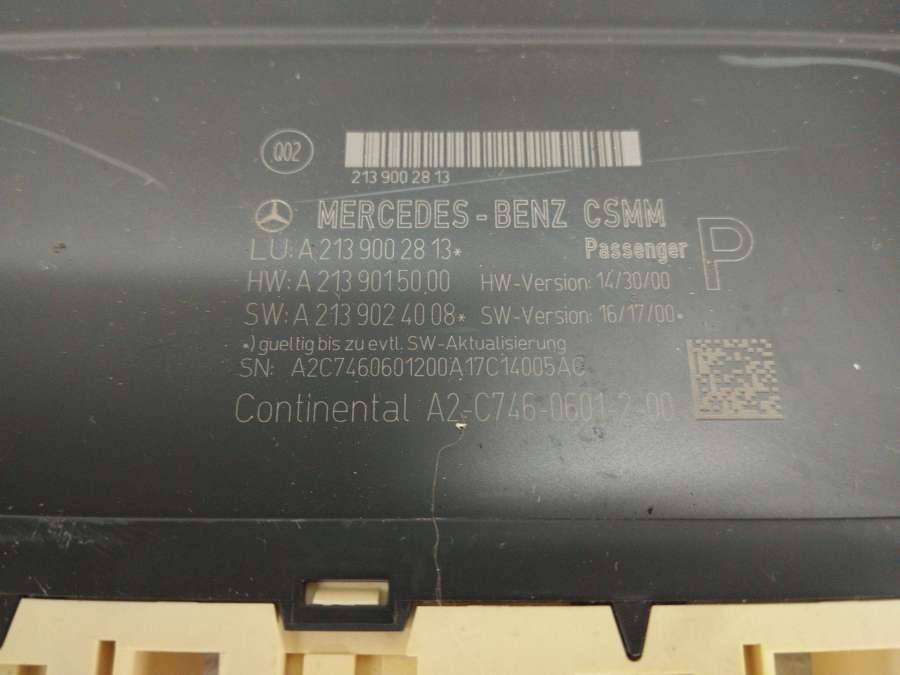 Q02
213 900 28 13
MERCEDES-BENZ CSMM
LU: A 213 900 28 13* Passenger P
HW: A 213 901 50 00 HW-Version: 14/30/00
SW: A 213 902 40 08* SW-Version: 16/17/00*
*) gueltig bis zu evtl. SW-Aktualisierung
SN: A2C7460601200A17C14005AC
Continental A2-C746-0601-2-00